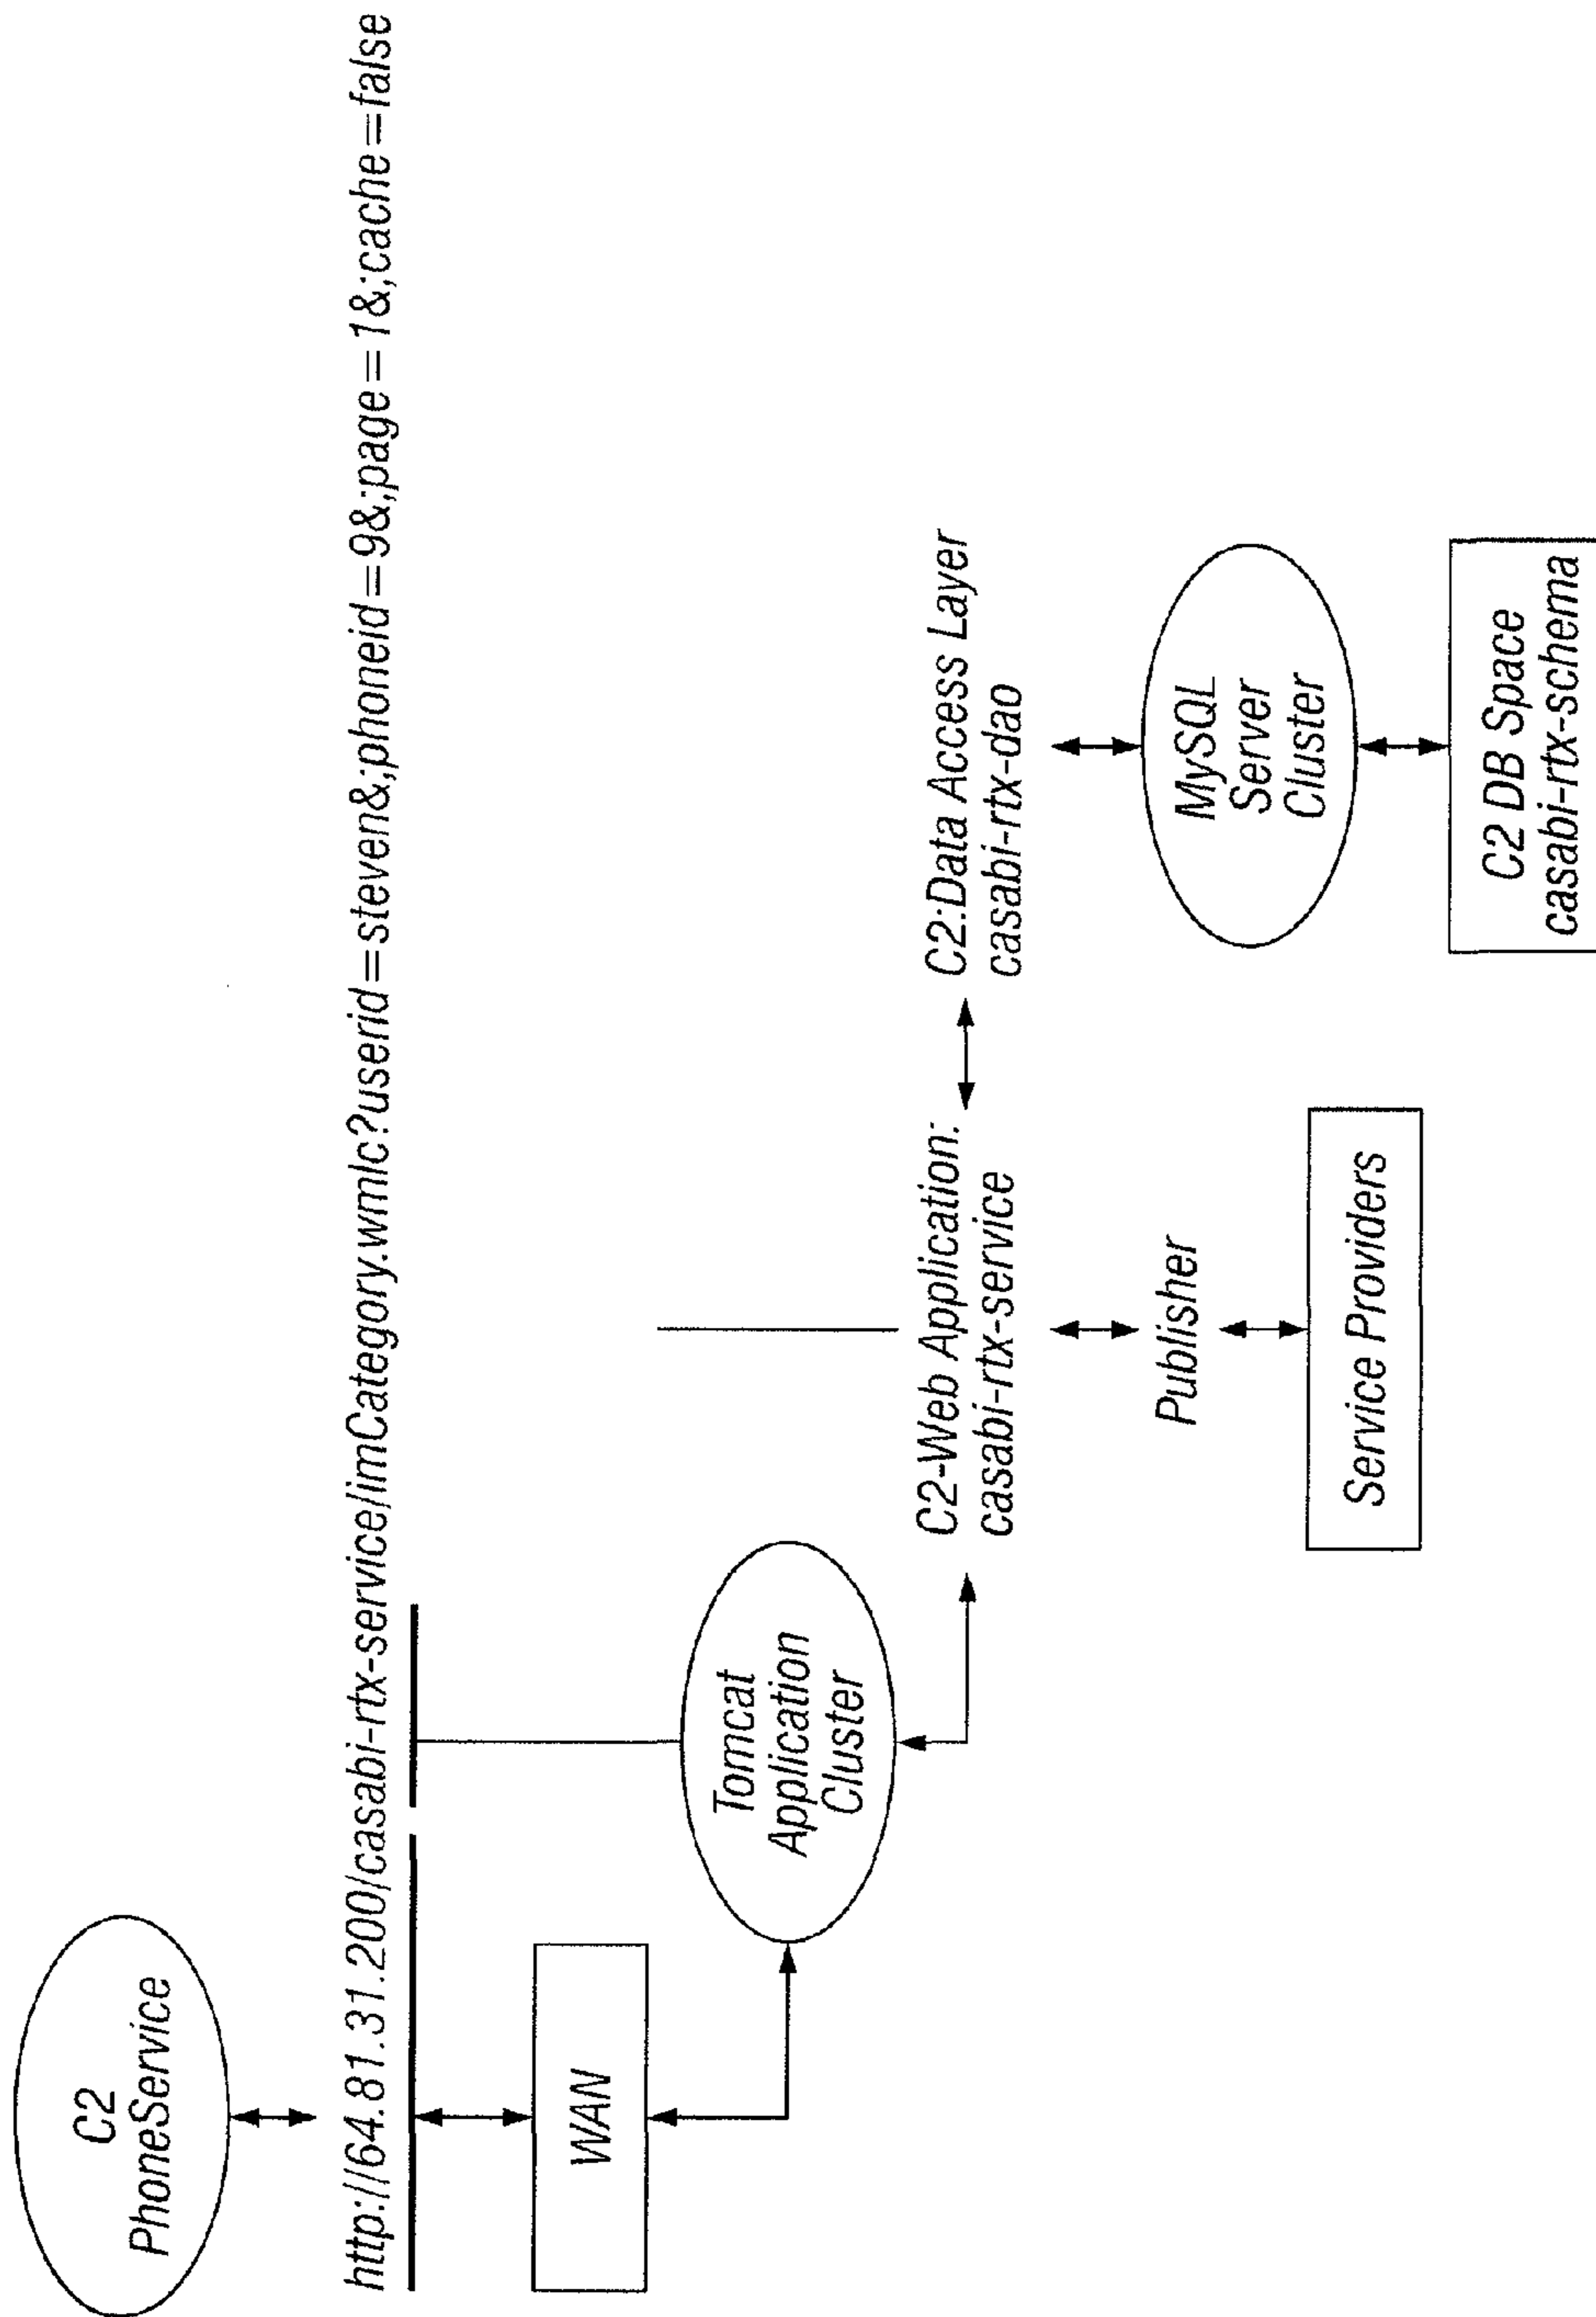 C2
PhoneService
http://64.81.31.200/casabi-rtx-service/imCategory.wmlc?userid=steven&;phoneid=9&;page=1&;cache=false
WAN
Tomcat
Application
Cluster
C2-Web Application:
casabi-rtx-service
C2:Data Access Layer
casabi-rtx-dao
Publisher
MySQL
Server
Cluster
Service Providers
C2 DB Space
casabi-rtx-schema